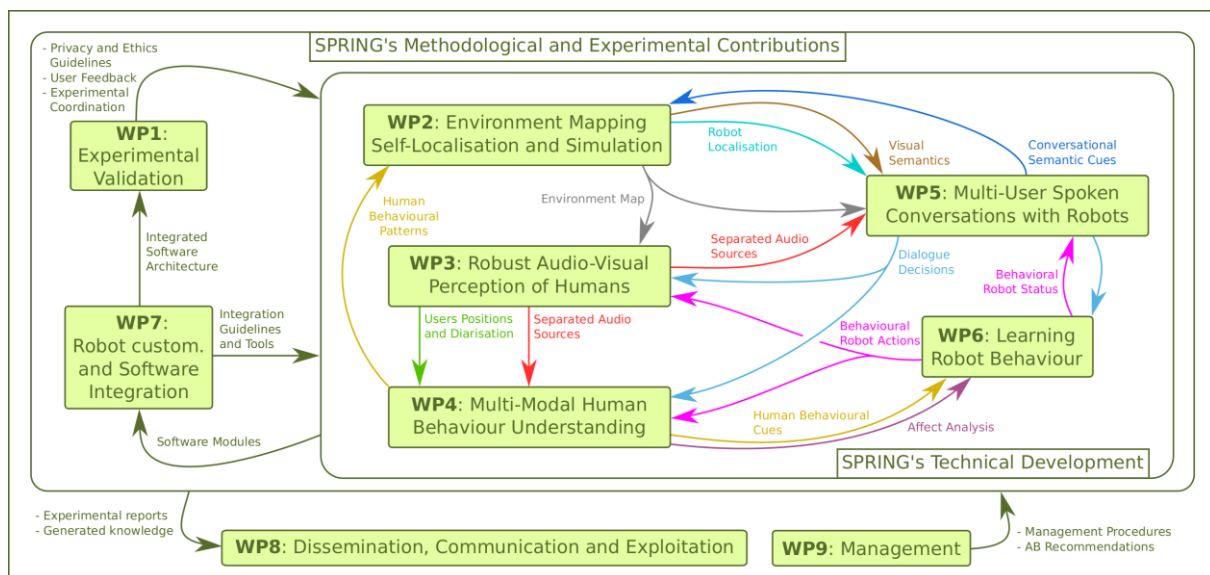 SPRING's Methodological and Experimental Contributions
- Privacy and Ethics
Guidelines
- User Feedback
- Experimental
Coordination
WP1:
Experimental
Validation
Integrated
Software
Architecture
WP7:
Robot custom.
and Software
Integration
Integration
Guidelines
and Tools
Software Modules
WP2: Environment Mapping
Self-Localisation and Simulation
Robot
Localisation
Visual
Semantics
Conversational
Semantic Cues
Human
Behavioural
Patterns
Environment Map
WP5: Multi-User Spoken
Conversations with Robots
WP3: Robust Audio-Visual
Perception of Humans
Separated Audio
Sources
Dialogue
Decisions
Behavioral
Robot Status
Users Positions
and Diarisation
Separated Audio
Sources
Behavioural
Robot Actions
WP6: Learning
Robot Behaviour
WP4: Multi-Modal Human
Behaviour Understanding
Human Behavioural
Cues
Affect Analysis
SPRING's Technical Development
- Experimental reports
- Generated knowledge
WP8: Dissemination, Communication and Exploitation
WP9: Management
- Management Procedures
- AB Recommendations